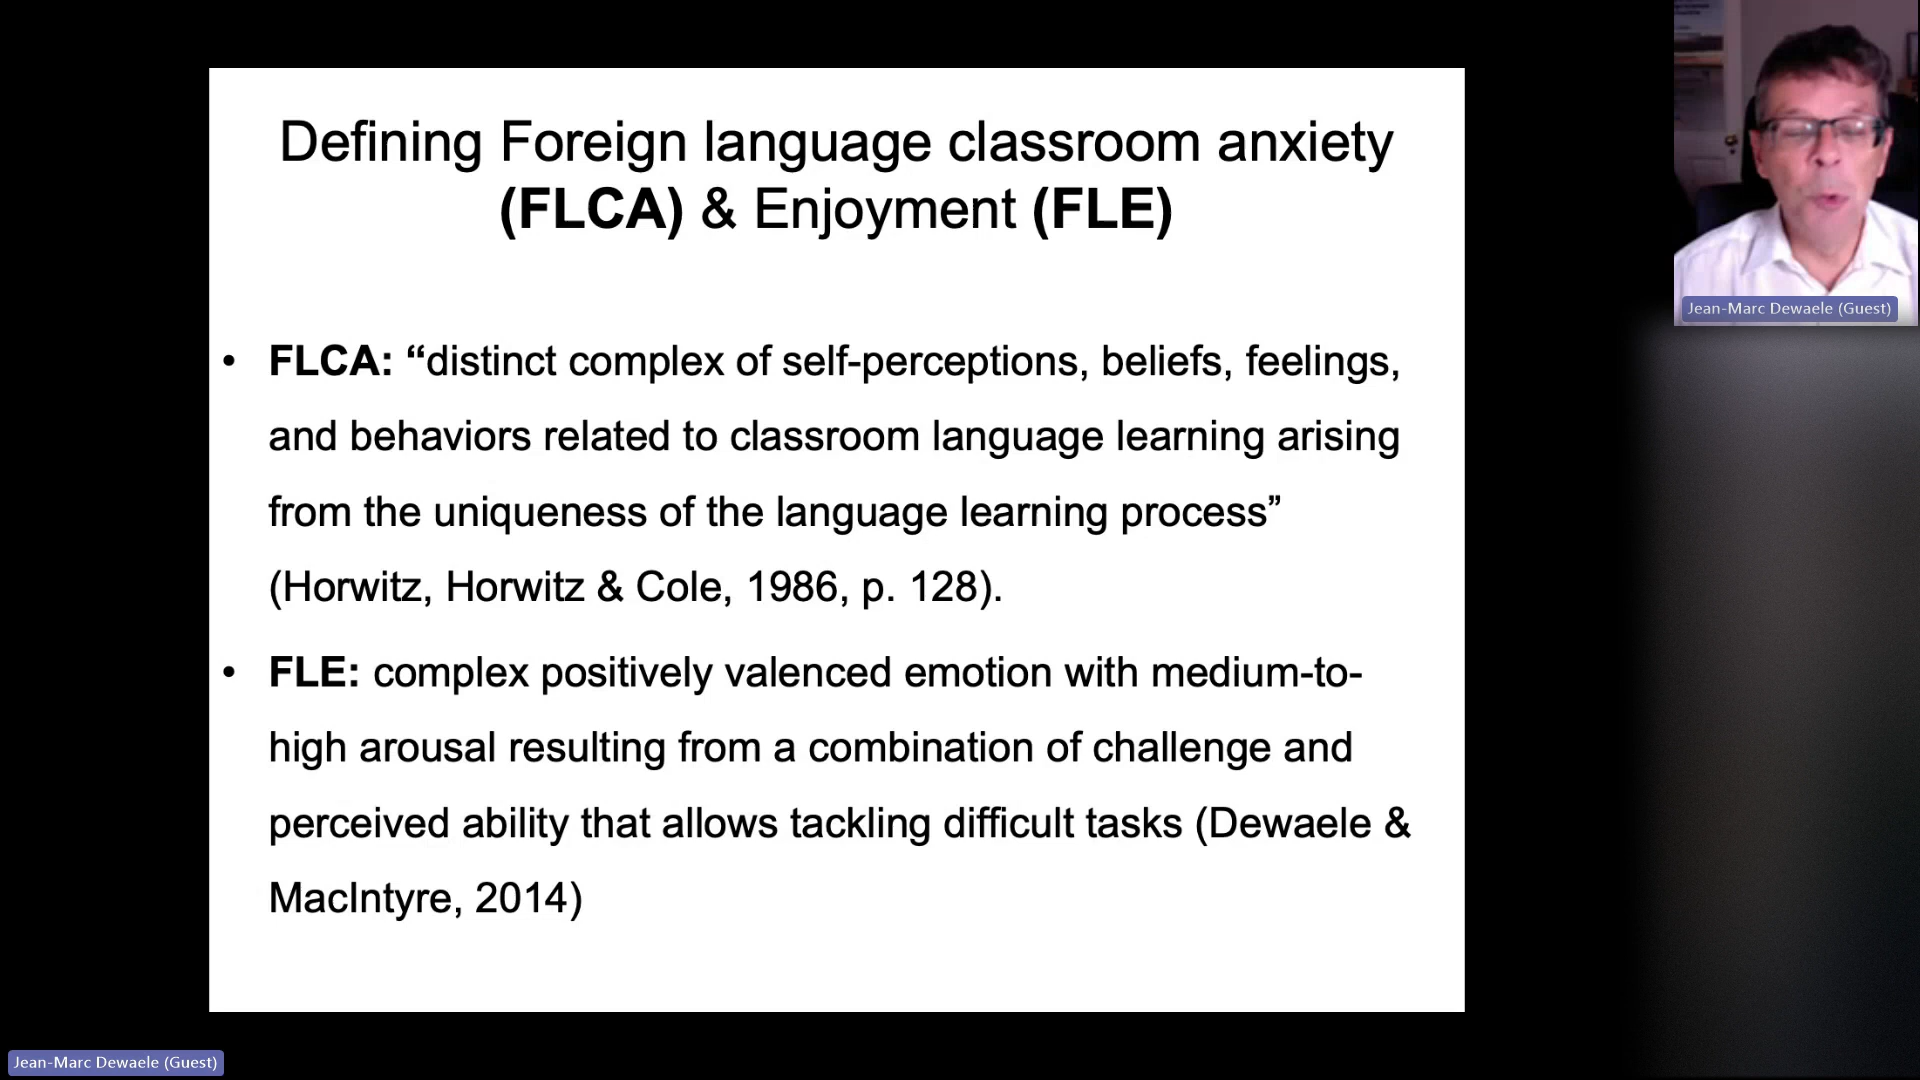 Defining Foreign language classroom anxiety
(FLCA) & Enjoyment (FLE)
• FLCA: “distinct complex of self-perceptions, beliefs, feelings,
and behaviors related to classroom language learning arising
from the uniqueness of the language learning process”
(Horwitz, Horwitz & Cole, 1986, p. 128).
• FLE: complex positively valenced emotion with medium-to-
high arousal resulting from a combination of challenge and
perceived ability that allows tackling difficult tasks (Dewaele &
MacIntyre, 2014)
Jean-Marc Dewaele (Guest)
Jean-Marc Dewaele (Guest)